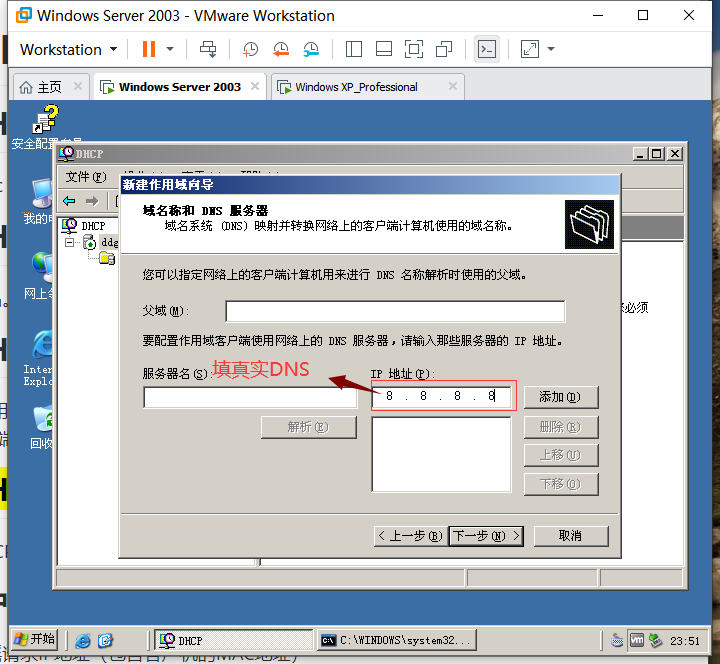 Windows Server 2003 - VMware Workstation
Workstation
主页
Windows Server 2003
Windows XP_Professional
安全配置向导
DHCP
文件(F)
新建作用域向导
域名称和 DNS 服务器
域名系统 (DNS) 映射并转换网络上的客户端计算机使用的域名称。
我的电
DHCP
ddg
您可以指定网络上的客户端计算机用来进行 DNS 名称解析时使用的父域。
网上
父域(M):
必须
要配置作用域客户端使用网络上的 DNS 服务器,请输入那些服务器的 IP 地址。
服务器名(S):
填真实DNS
IP 地址(P):
Inter
Explo
8 . 8 . 8 . 8
添加(D)
解析(E)
删除(R)
回收
上移(U)
下移(O)
< 上一步(B)
下一步(N) >
取消
开始
DHCP
C:\WINDOWS\system32...
23:51